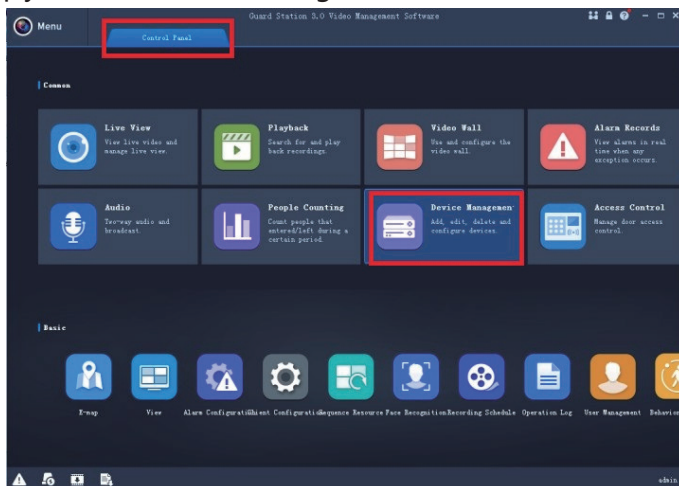 Menu
Guard Station 3.0 Video Management Software
Control Panel
Common
Live View
View live video and
manage live view.
Playback
Search for and play
back recordings.
Video Wall
Use and configure the
video wall.
Alarm Records
View alarms in real
time when any
exception occurs.
Audio
Two-way audio and
broadcast.
People Counting
Count people that
entered/left during a
certain period.
Device Managemen
Add, edit, delete and
configure devices.
Access Control
Manage door access
control.
Basic
E-map
View
Alarm Configurati
Client Configurati
Sequence Resource
Face Recognition
Recording Schedule
Operation Log
User Management
Behavior
admin